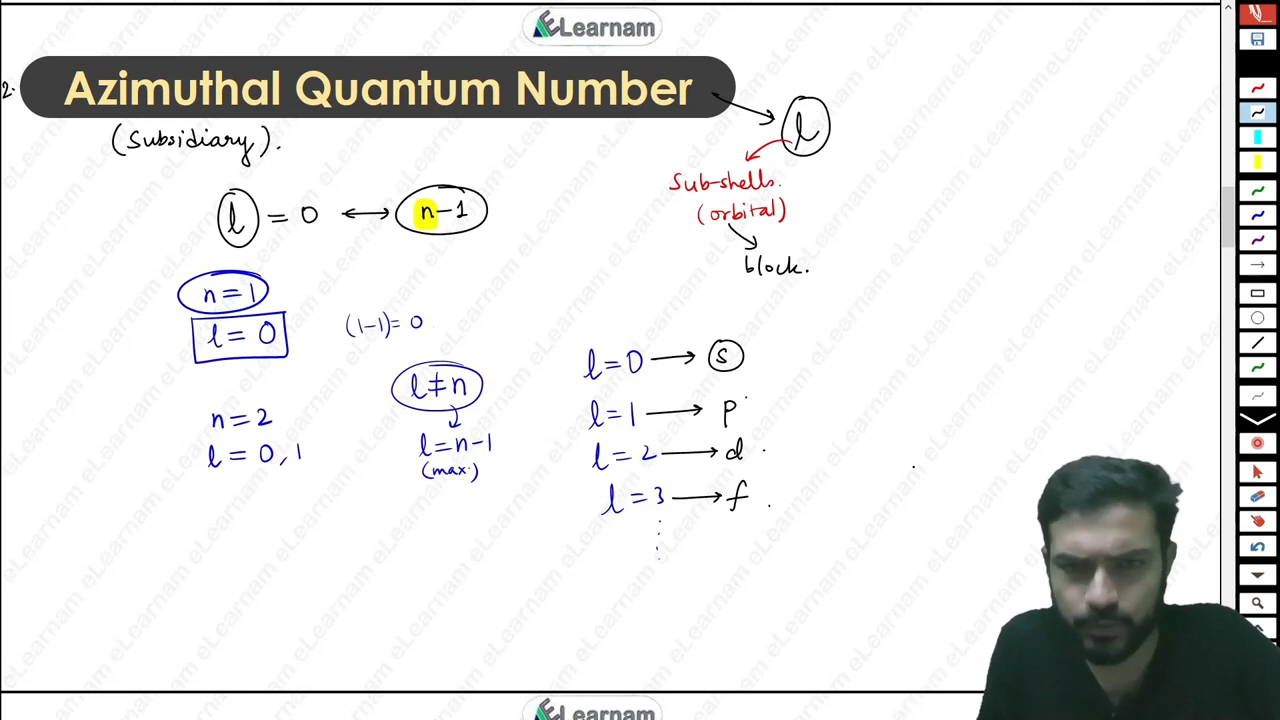 eLearnam
2. Azimuthal Quantum Number
(Subsidiary).
l
Sub-shells.
(orbital)
block.
l = 0 ↔ n-1
n=1
l = 0 (1-1)=0
l≠n
n=2
l = 0,1
l=n-1
(max.)
l=0 → s
l=1 → p
l=2 → d
l=3 → f
eLearnam